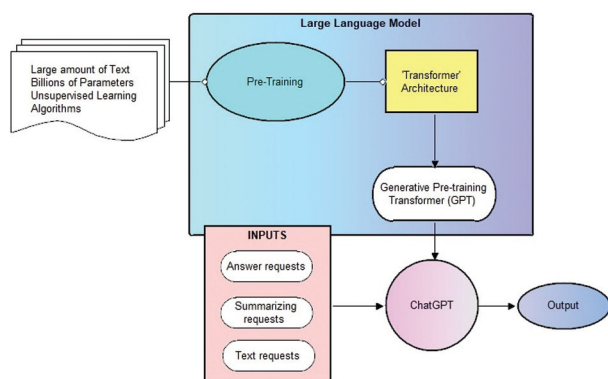 Large Language Model
Large amount of Text
Billions of Parameters
Unsupervised Learning
Algorithms
Pre-Training
'Transformer'
Architecture
Generative Pre-training
Transformer (GPT)
INPUTS
Answer requests
Summarizing
requests
Text requests
ChatGPT
Output